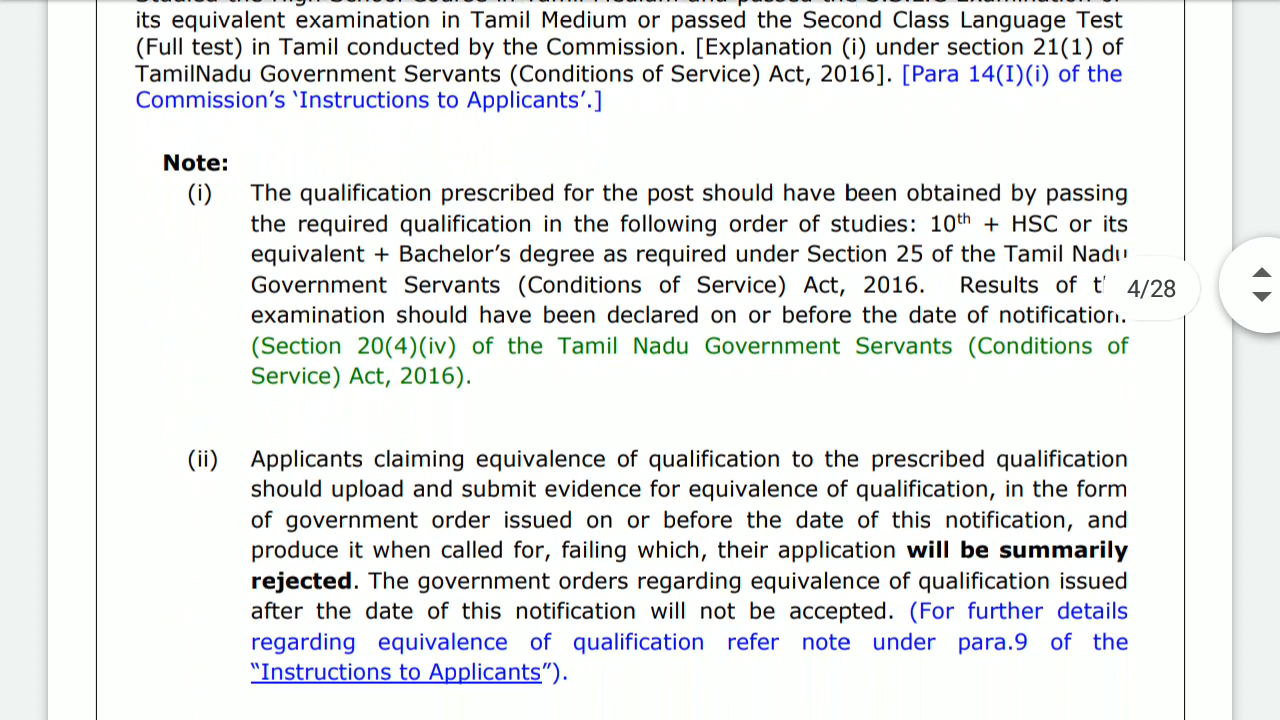 its equivalent examination in Tamil Medium or passed the Second Class Language Test
(Full test) in Tamil conducted by the Commission. [Explanation (i) under section 21(1) of
TamilNadu Government Servants (Conditions of Service) Act, 2016]. [Para 14(I)(i) of the
Commission's ‛Instructions to Applicants'.]
Note:
(i) The qualification prescribed for the post should have been obtained by passing
the required qualification in the following order of studies: 10th + HSC or its
equivalent + Bachelor's degree as required under Section 25 of the Tamil Nadu
Government Servants (Conditions of Service) Act, 2016. Results of
4/28
examination should have been declared on or before the date of notification.
(Section 20(4)(iv) of the Tamil Nadu Government Servants (Conditions of
Service) Act, 2016).
(ii) Applicants claiming equivalence of qualification to the prescribed qualification
should upload and submit evidence for equivalence of qualification, in the form
of government order issued on or before the date of this notification, and
produce it when called for, failing which, their application will be summarily
rejected. The government orders regarding equivalence of qualification issued
after the date of this notification will not be accepted. (For further details
regarding equivalence of qualification refer note under para.9 of the
‟Instructions to Applicants").